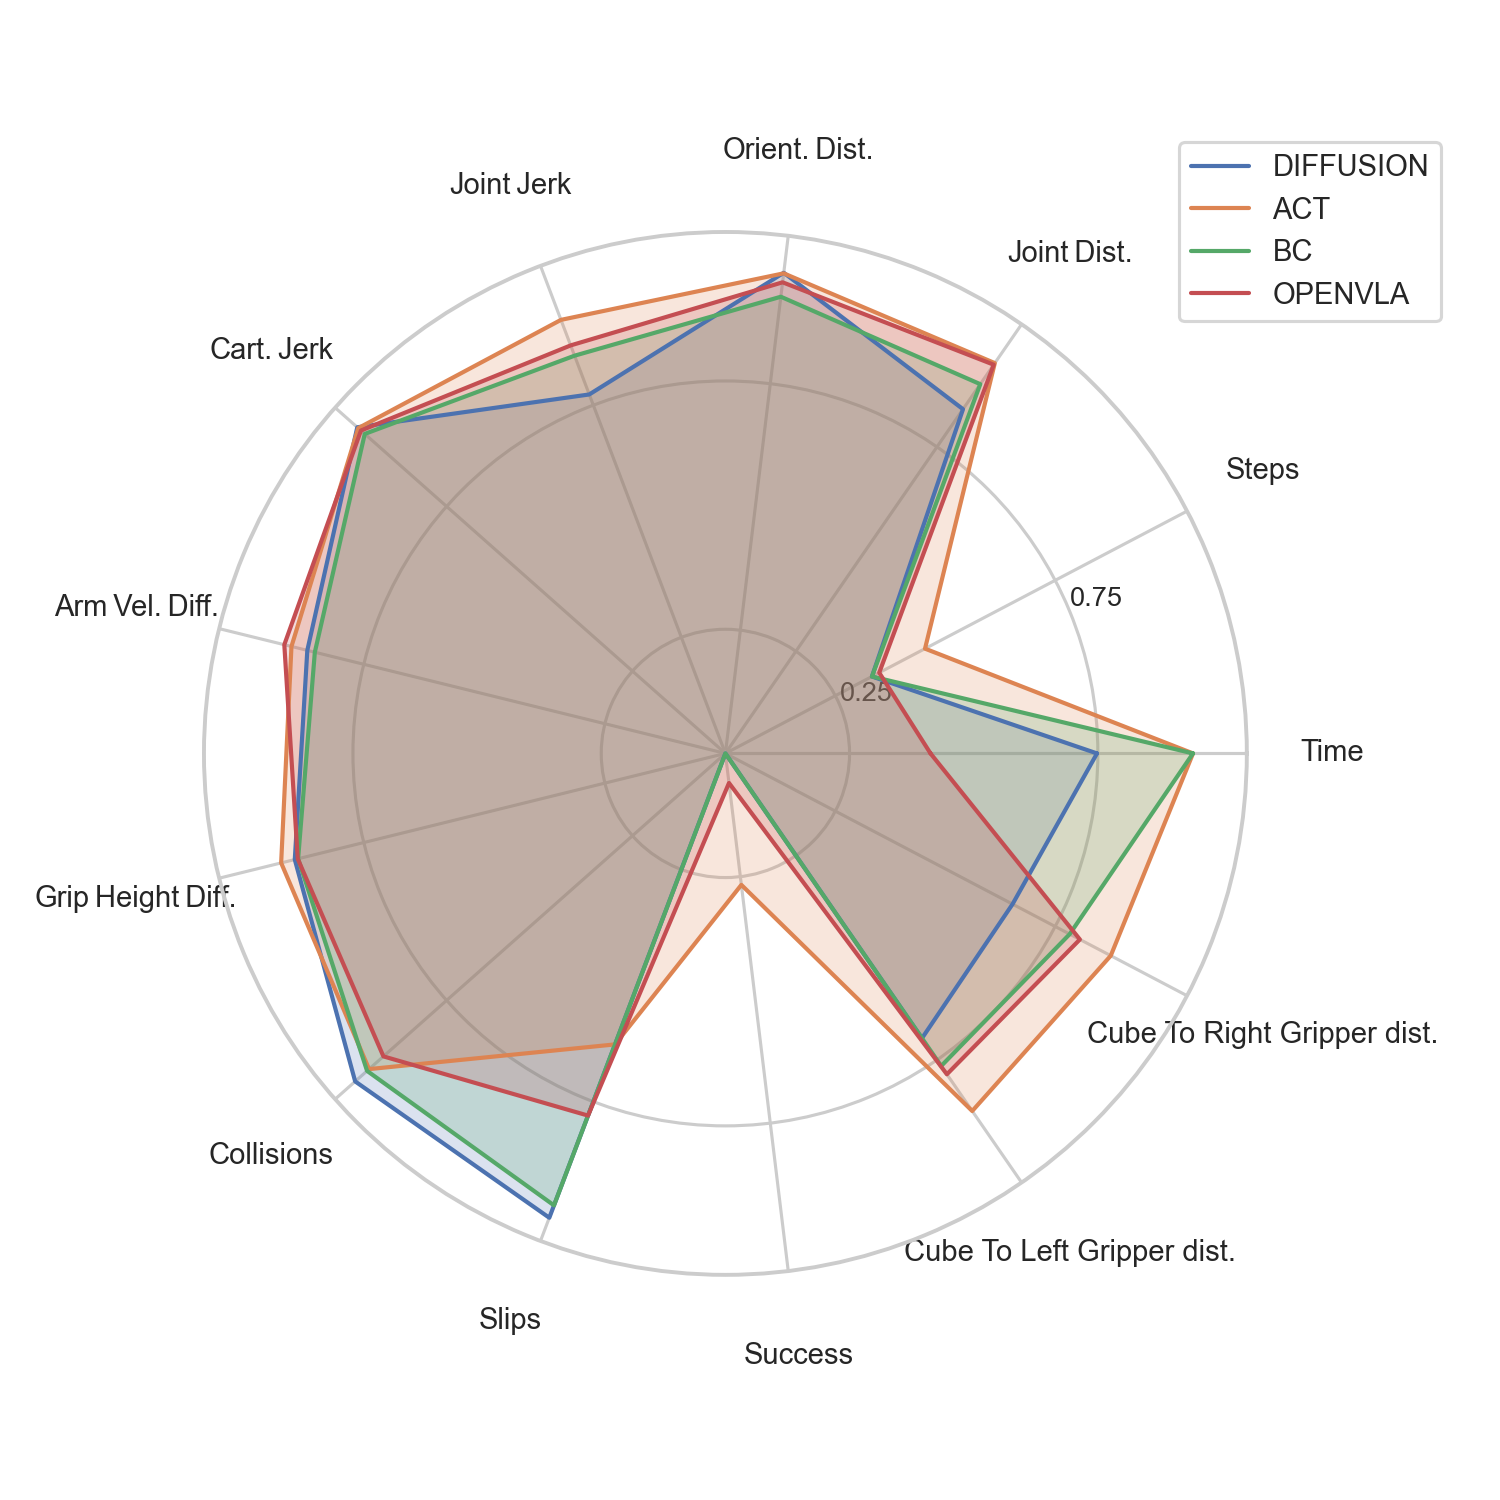 Orient. Dist.
Joint Jerk
DIFFUSION
ACT
BC
OPENVLA
Joint Dist.
Cart. Jerk
Steps
Arm Vel. Diff.
0.75
0.25
Time
Grip Height Diff.
Cube To Right Gripper dist.
Collisions
Cube To Left Gripper dist.
Slips
Success